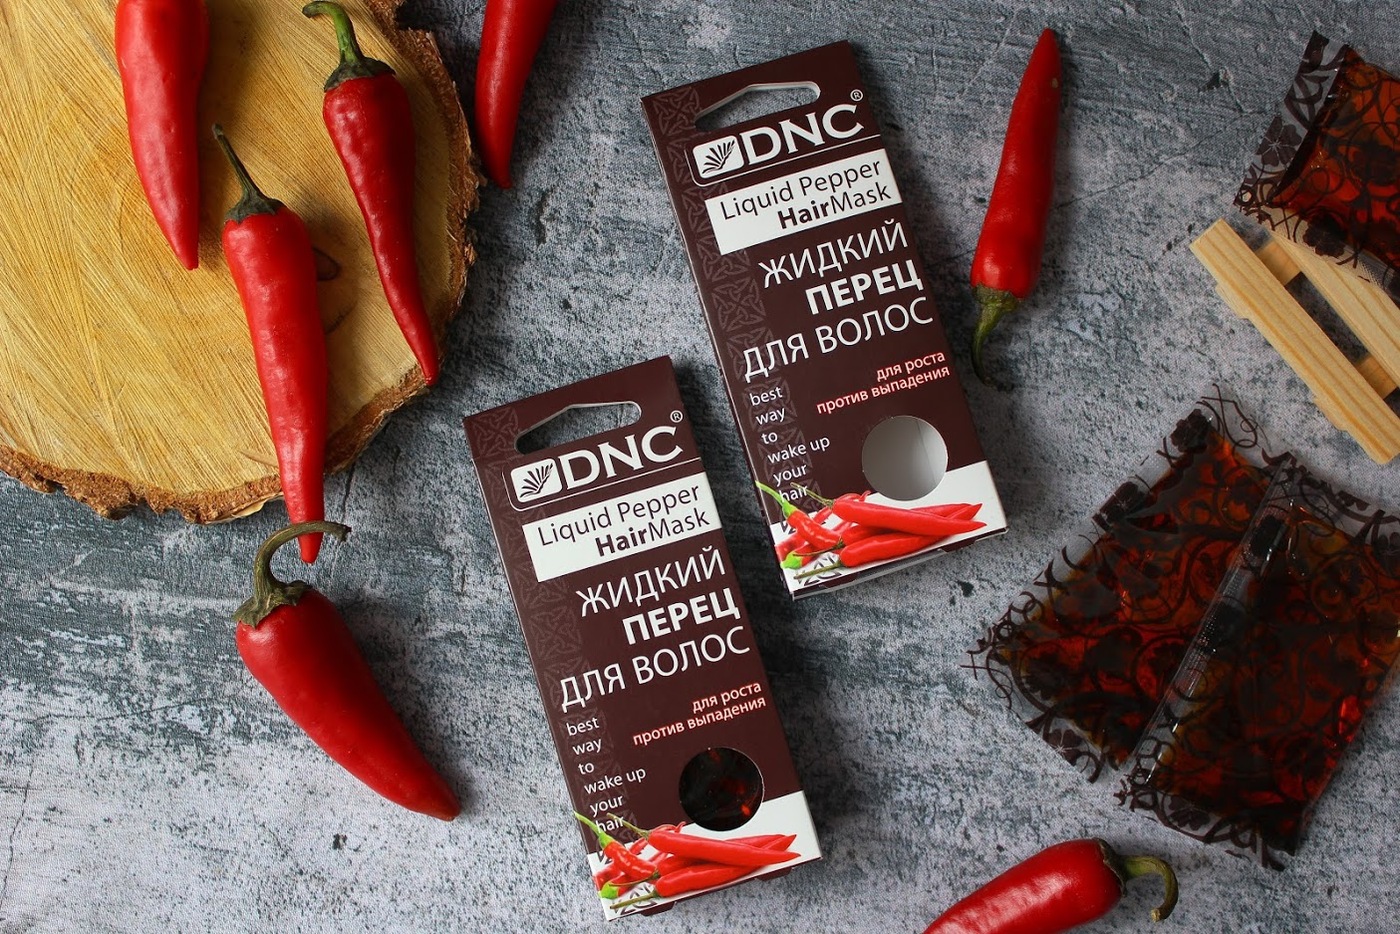 DNC®
Liquid Pepper
HairMask
ЖИДКИЙ
ПЕРЕЦ
ДЛЯ ВОЛОС
для роста
против выпадения
best
way
to
wake up
your
hair
DNC®
Liquid Pepper
HairMask
ЖИДКИЙ
ПЕРЕЦ
ДЛЯ ВОЛОС
для роста
против выпадения
best
way
to
wake up
your
hair